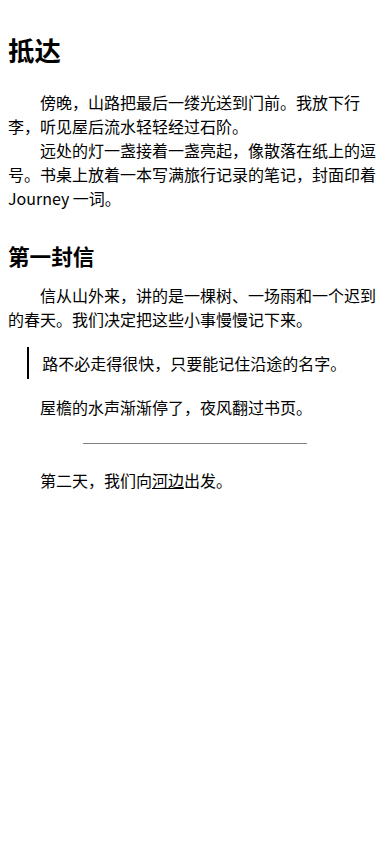 抵达
傍晚，山路把最后一缕光送到门前。我放下行
李，听见屋后流水轻轻经过石阶。
远处的灯一盏接着一盏亮起，像散落在纸上的逗
号。书桌上放着一本写满旅行记录的笔记，封面印着
Journey 一词。
第一封信
信从山外来，讲的是一棵树、一场雨和一个迟到
的春天。我们决定把这些小事慢慢记下来。
路不必走得很快，只要能记住沿途的名字。
屋檐的水声渐渐停了，夜风翻过书页。
第二天，我们向河边出发。